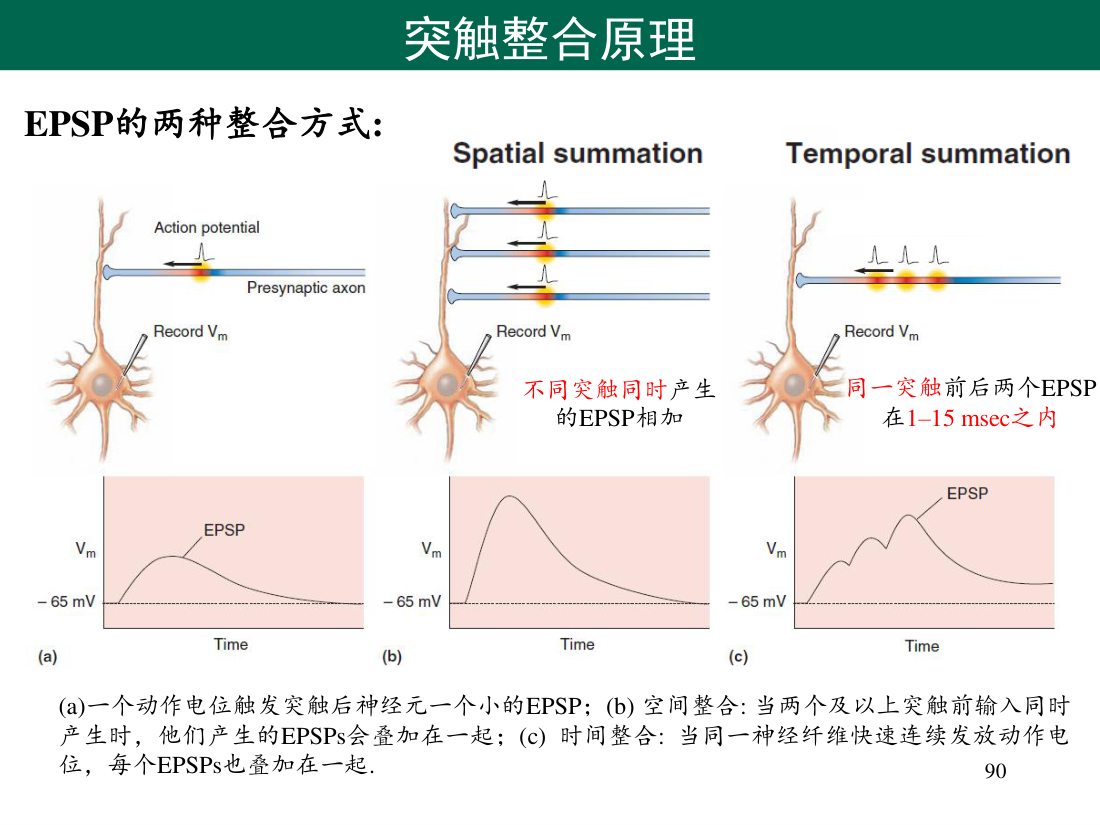 突触整合原理
EPSP的两种整合方式:
Spatial summation
Temporal summation
Action potential
Presynaptic axon
Record Vm
Record Vm
Record Vm
不同突触同时产生
的EPSP相加
同一突触前后两个EPSP
在1–15 msec之内
EPSP
Vm
– 65 mV
Time
(a)
Vm
– 65 mV
Time
(b)
EPSP
Vm
– 65 mV
Time
(c)
(a)一个动作电位触发突触后神经元一个小的EPSP；(b) 空间整合: 当两个及以上突触前输入同时
产生时，他们产生的EPSPs会叠加在一起；(c) 时间整合: 当同一神经纤维快速连续发放动作电
位，每个EPSPs也叠加在一起.
90